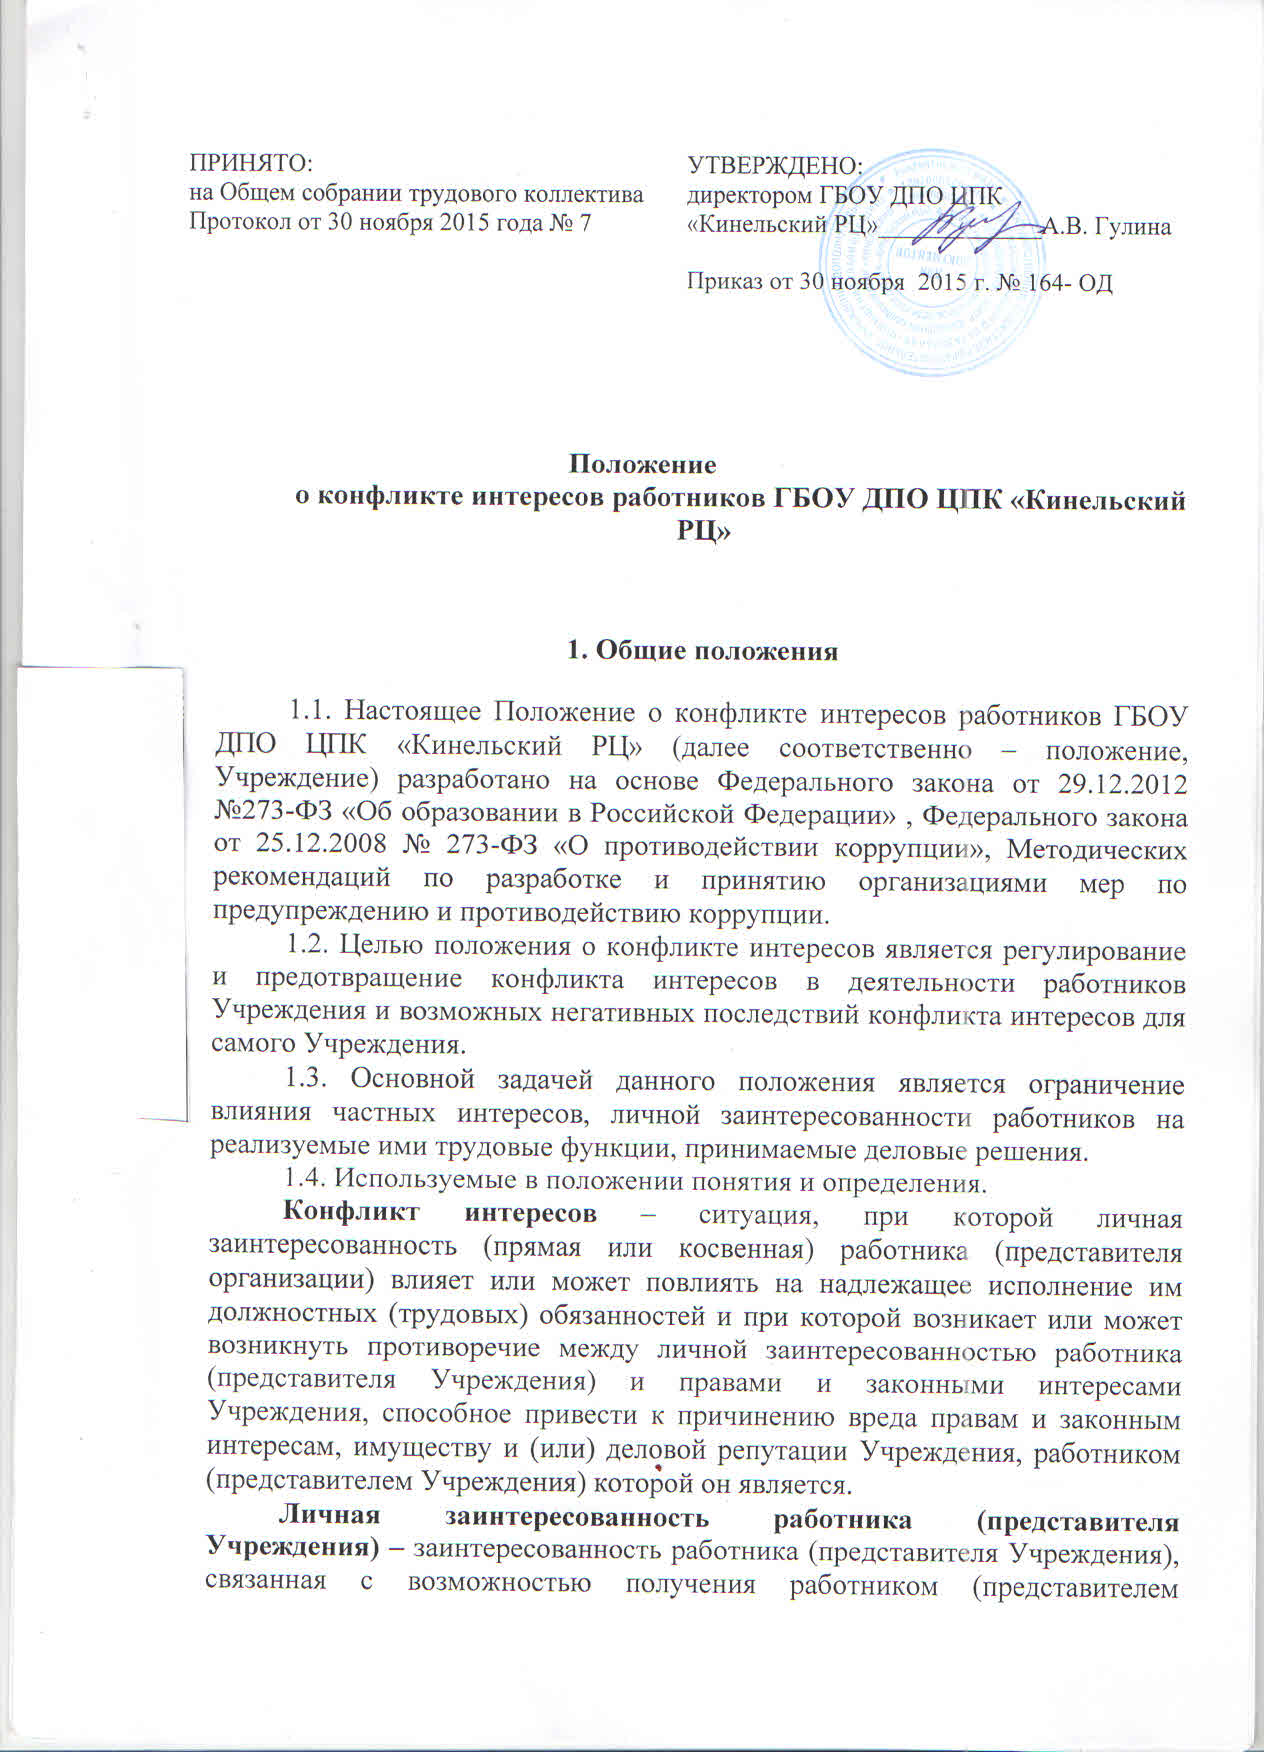 ПРИНЯТО:
на Общем собрании трудового коллектива
Протокол от 30 ноября 2015 года № 7
УТВЕРЖДЕНО:
директором ГБОУ ДПО ЦПК
«Кинельский РЦ»_____________А.В. Гулина
Приказ от 30 ноября 2015 г. № 164- ОД
Положение
о конфликте интересов работников ГБОУ ДПО ЦПК «Кинельский
РЦ»
1. Общие положения
1.1. Настоящее Положение о конфликте интересов работников ГБОУ
ДПО ЦПК «Кинельский РЦ» (далее соответственно – положение,
Учреждение) разработано на основе Федерального закона от 29.12.2012
№273-ФЗ «Об образовании в Российской Федерации» , Федерального закона
от 25.12.2008 № 273-ФЗ «О противодействии коррупции», Методических
рекомендаций по разработке и принятию организациями мер по
предупреждению и противодействию коррупции.
1.2. Целью положения о конфликте интересов является регулирование
и предотвращение конфликта интересов в деятельности работников
Учреждения и возможных негативных последствий конфликта интересов для
самого Учреждения.
1.3. Основной задачей данного положения является ограничение
влияния частных интересов, личной заинтересованности работников на
реализуемые ими трудовые функции, принимаемые деловые решения.
1.4. Используемые в положении понятия и определения.
Конфликт интересов – ситуация, при которой личная
заинтересованность (прямая или косвенная) работника (представителя
организации) влияет или может повлиять на надлежащее исполнение им
должностных (трудовых) обязанностей и при которой возникает или может
возникнуть противоречие между личной заинтересованностью работника
(представителя Учреждения) и правами и законными интересами
Учреждения, способное привести к причинению вреда правам и законным
интересам, имуществу и (или) деловой репутации Учреждения, работником
(представителем Учреждения) которой он является.
Личная заинтересованность работника (представителя
Учреждения) – заинтересованность работника (представителя Учреждения),
связанная с возможностью получения работником (представителем